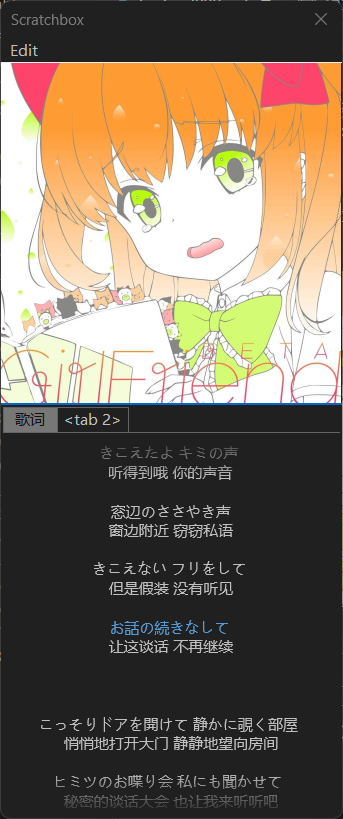 Scratchbox
Edit
BETA
GirlFriend
歌词
<tab 2>
きこえたよ キミの声
听得到哦 你的声音
窓辺のささやき声
窗边附近 窃窃私语
きこえない フリをして
但是假装 没有听见
お話の続きなして
让这谈话 不再继续
こっそりドアを開けて 静かに覗く部屋
悄悄地打开大门 静静地望向房间
ヒミツのお喋り会 私にも聞かせて
秘密的谈话大会 也让我来听听吧